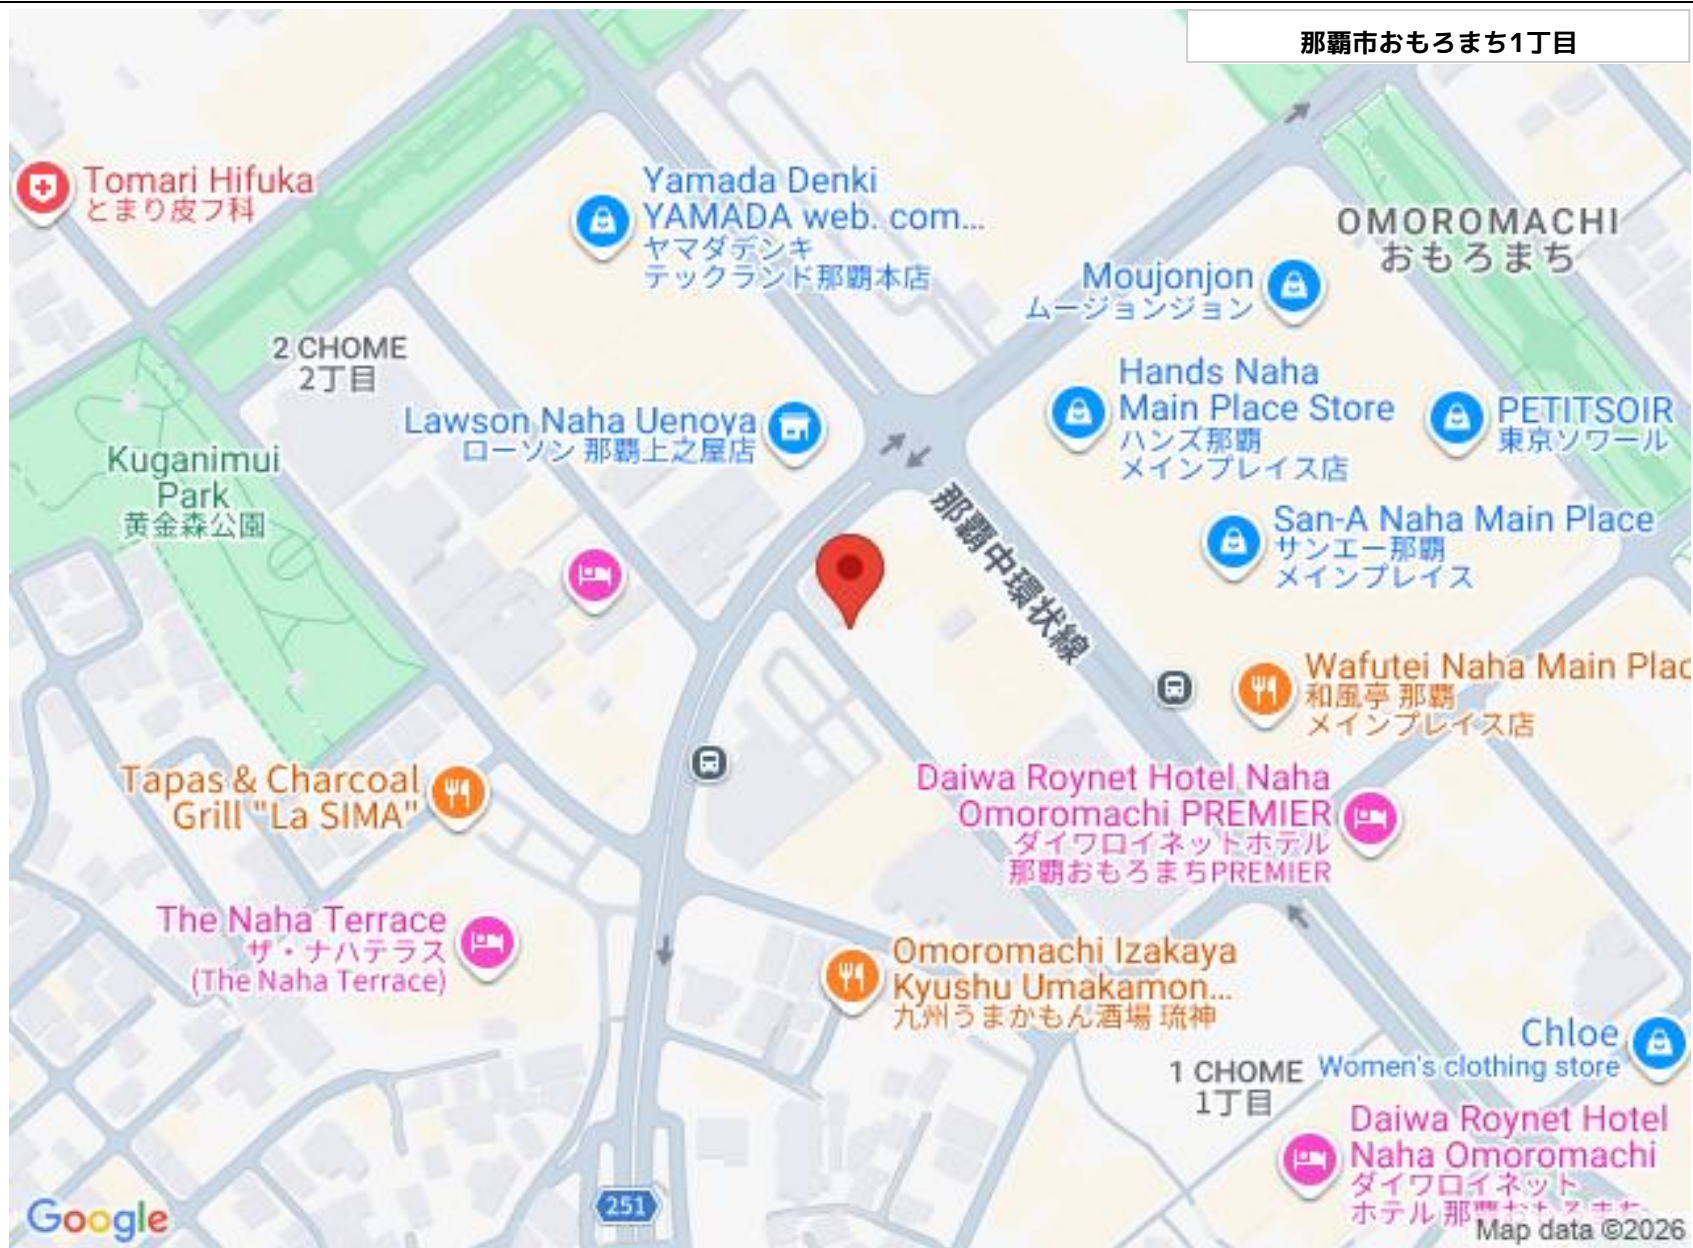 那覇市おもろまち1丁目
Tomari Hifuka
とまり皮フ科
Yamada Denki
YAMADA web. com...
ヤマダデンキ
テックランド那覇本店
OMOROMACHI
おもろまち
Moujonjon
ムージョンジョン
2 CHOME
2丁目
Hands Naha
Main Place Store
ハンズ那覇
メインプレイス店
PETITSOIR
東京ソワール
Lawson Naha Uenoya
ローソン 那覇上之屋店
Kuganimui
Park
黄金森公園
那覇中環状線
San-A Naha Main Place
サンエー那覇
メインプレイス
Wafutei Naha Main Plac
和風亭 那覇
メインプレイス店
Tapas & Charcoal
Grill "La SIMA"
Daiwa Roynet Hotel Naha
Omoromachi PREMIER
ダイワロイネットホテル
那覇おもろまちPREMIER
The Naha Terrace
ザ・ナハテラス
(The Naha Terrace)
Omoromachi Izakaya
Kyushu Umakamon...
九州うまかもん酒場 琉神
Chloe
Women's clothing store
1 CHOME
1丁目
Daiwa Roynet Hotel
Naha Omoromachi
ダイワロイネット
ホテル 那覇おもろまち
251
Google
Map data ©2026